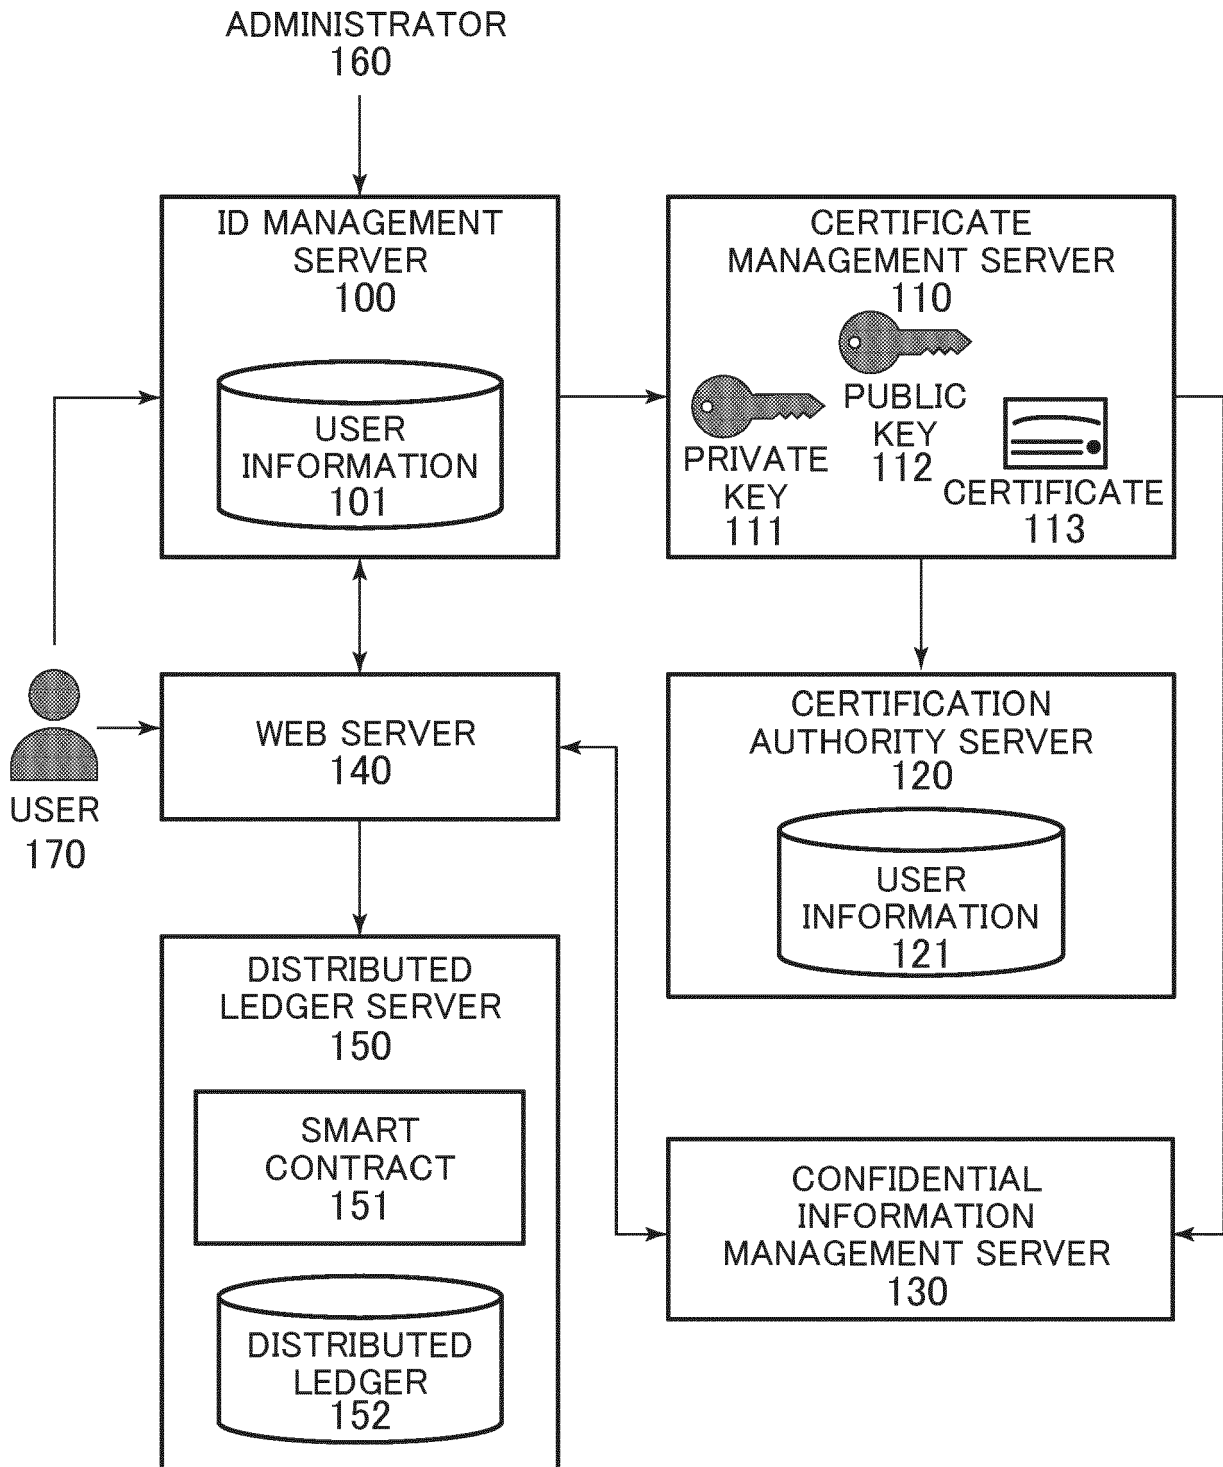 ADMINISTRATOR
160
ID MANAGEMENT
SERVER
100
USER
INFORMATION
101
CERTIFICATE
MANAGEMENT SERVER
110
PRIVATE
KEY
111
PUBLIC
KEY
112
CERTIFICATE
113
USER
170
WEB SERVER
140
CERTIFICATION
AUTHORITY SERVER
120
USER
INFORMATION
121
DISTRIBUTED
LEDGER SERVER
150
SMART
CONTRACT
151
DISTRIBUTED
LEDGER
152
CONFIDENTIAL
INFORMATION
MANAGEMENT SERVER
130